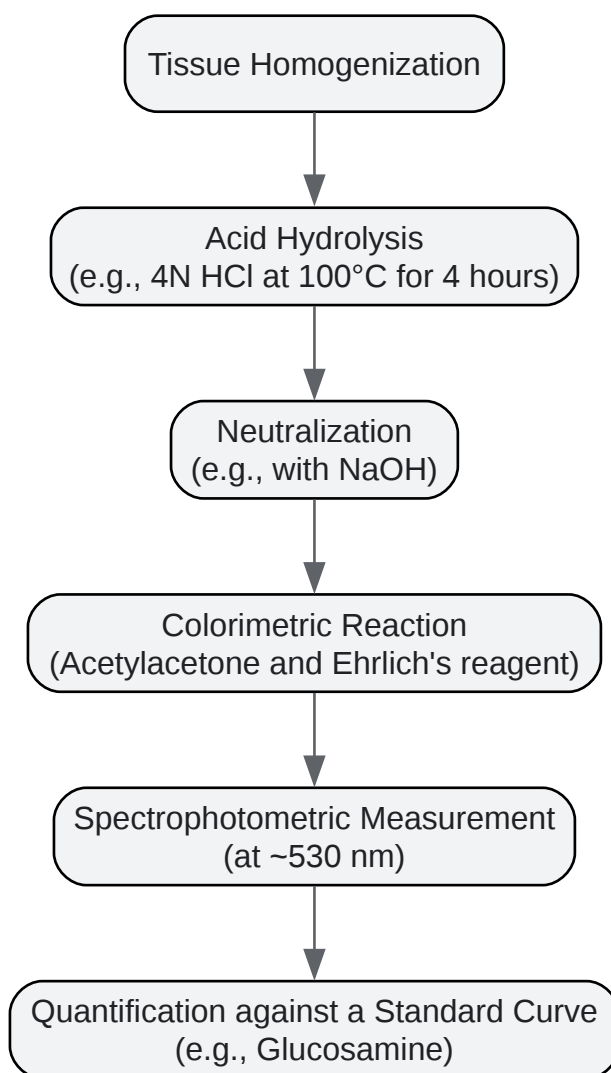 Tissue Homogenization
Acid Hydrolysis
(e.g., 4N HCl at 100°C for 4 hours)
Neutralization
(e.g., with NaOH)
Colorimetric Reaction
(Acetylacetone and Ehrlich's reagent)
Spectrophotometric Measurement
(at ~530 nm)
Quantification against a Standard Curve
(e.g., Glucosamine)